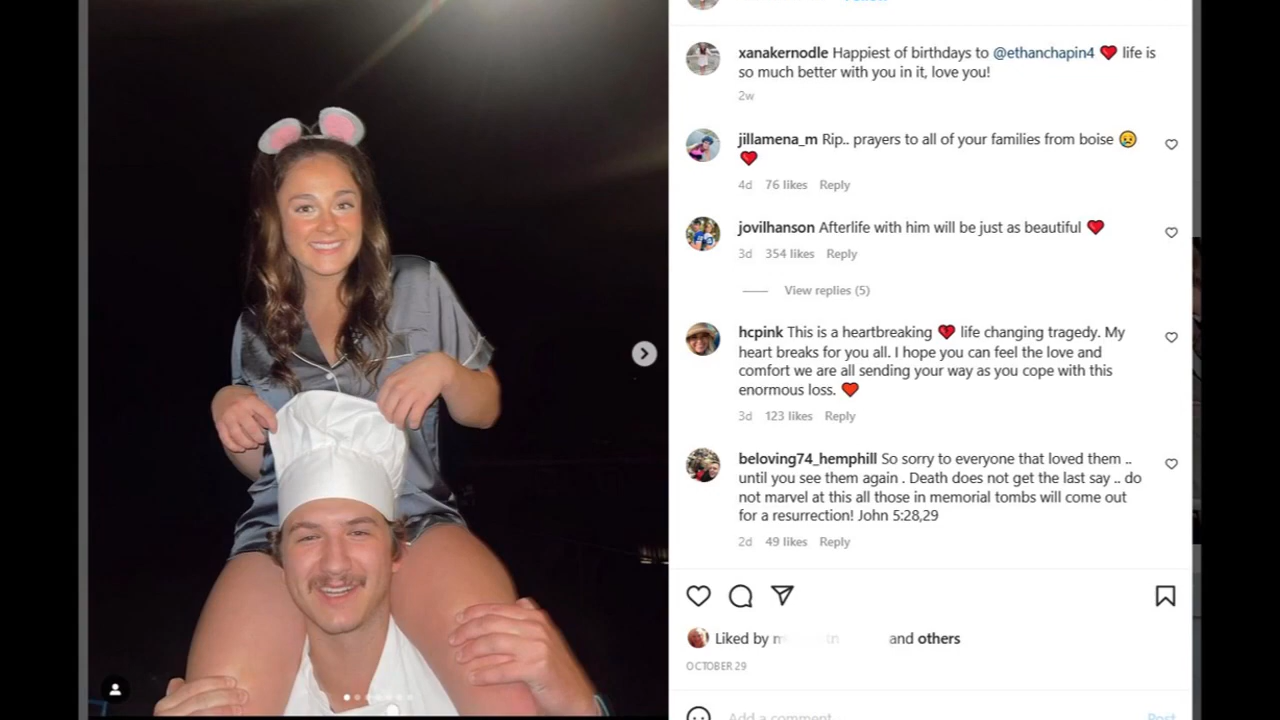 xanakernodle Happiest of birthdays to @ethanchapin4 ❤️ life is
so much better with you in it, love you!
2w
jillamena_m Rip.. prayers to all of your families from boise 😢
❤️
4d 76 likes Reply
jovilhanson Afterlife with him will be just as beautiful ❤️
3d 354 likes Reply
View replies (5)
hcpink This is a heartbreaking 💔 life changing tragedy. My
heart breaks for you all. I hope you can feel the love and
comfort we are all sending your way as you cope with this
enormous loss. ❤️
3d 123 likes Reply
beloving74_hemphill So sorry to everyone that loved them ..
until you see them again . Death does not get the last say .. do
not marvel at this all those in memorial tombs will come out
for a resurrection! John 5:28,29
2d 49 likes Reply
Liked by and others
OCTOBER 29
Add a comment
Post